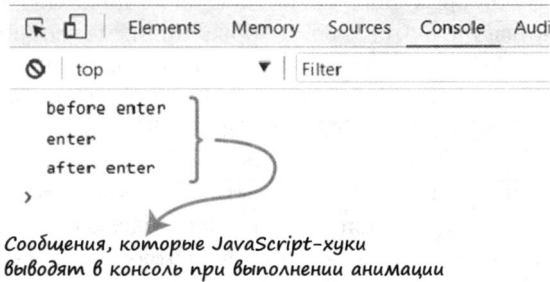 Elements Memory Sources Console Audi
top ▼ Filter
before enter
enter
after enter
>
Сообщения, которые JavaScript-хуки
выводят в консоль при выполнении анимации